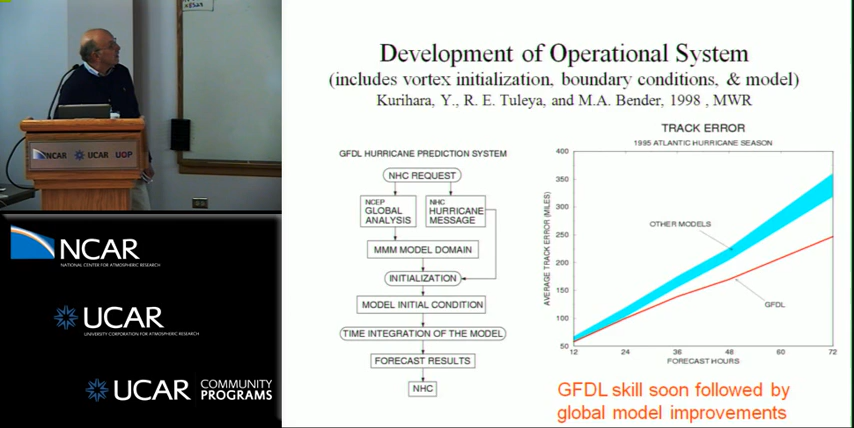 NCAR UCAR UOP
NCAR
NATIONAL CENTER FOR ATMOSPHERIC RESEARCH
UCAR
UNIVERSITY CORPORATION FOR ATMOSPHERIC RESEARCH
UCAR COMMUNITY PROGRAMS
Development of Operational System
(includes vortex initialization, boundary conditions, & model)
Kurihara, Y., R. E. Tuleya, and M.A. Bender, 1998 , MWR
GFDL HURRICANE PREDICTION SYSTEM
NHC REQUEST
NCEP
GLOBAL
ANALYSIS
NHC
HURRICANE
MESSAGE
MMM MODEL DOMAIN
INITIALIZATION
MODEL INITIAL CONDITION
TIME INTEGRATION OF THE MODEL
FORECAST RESULTS
NHC
TRACK ERROR
1995 ATLANTIC HURRICANE SEASON
AVERAGE TRACK ERROR (MILES)
400
350
300
250
200
150
100
50
OTHER MODELS
GFDL
12 24 36 48 60 72
FORECAST HOURS
GFDL skill soon followed by
global model improvements